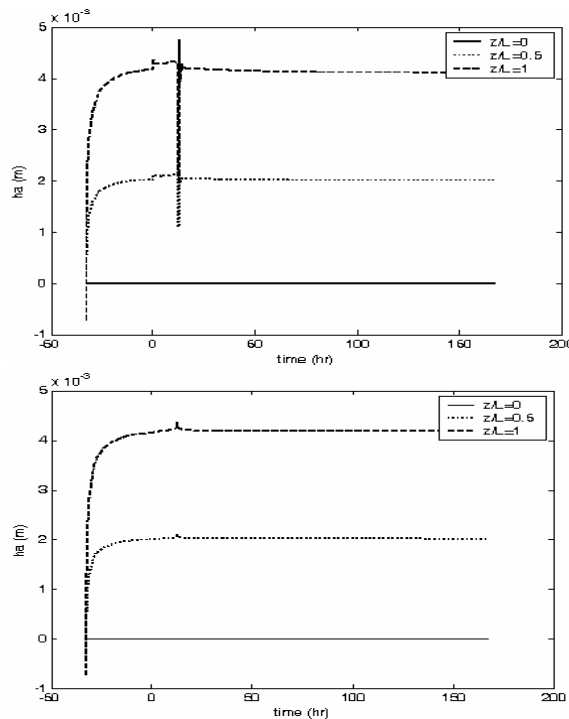 x 10⁻³
5
z/L=0
z/L=0.5
z/L=1
4
3
2
1
0
-1
ha (m)
-50 0 50 100 150 200
time (hr)
x 10⁻³
5
z/L=0
z/L=0.5
z/L=1
4
3
2
1
0
-1
ha (m)
-50 0 50 100 150 200
time (hr)